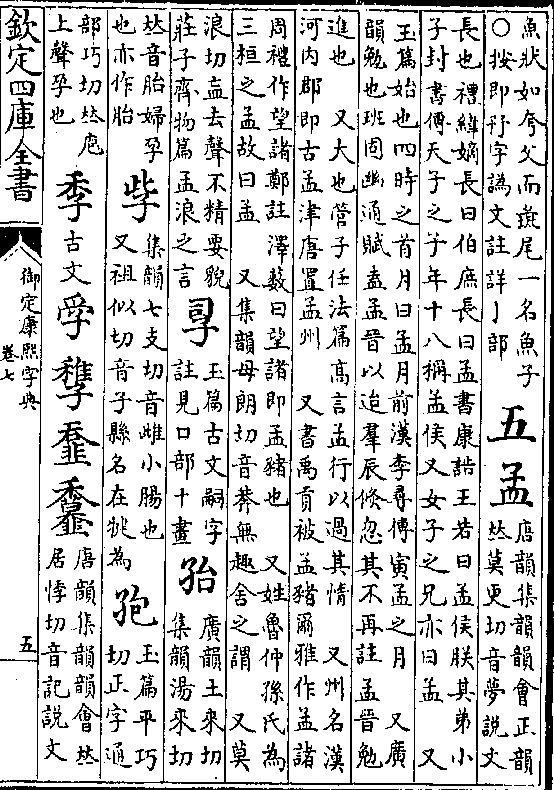 魚狀如夸父而燕尾一名魚子
○按即予字譌文註詳亅部
五孟
唐韻集韻韻會正韻
𠀤莫更切音夢說文
長也禮緯嫡長曰伯庶長曰孟書康誥王若曰孟侯朕其弟小
子封書傳天子之子年十八稱孟侯又女子之兄亦曰孟 又
玉篇始也四時之首月曰孟月前漢李尋傳寅孟之月 又廣
韻勉也班固幽通賦盍孟晉以迨羣辰倏忽其不再註孟晉勉
進也 又大也管子任法篇高言孟行以過其情 又州名漢
河內郡即古孟津唐置孟州 又書禹貢被孟豬爾雅作孟諸
周禮作望諸鄭註澤藪曰望諸即孟豬也 又姓魯仲孫氏為
三桓之孟故曰孟 又集韻母朗切音莽無趣舍之謂 又莫
浪切孟去聲不精要貌
莊子齊物篇孟浪之言
孠
玉篇古文嗣字
註見口部十畫
孡
廣韻土來切
集韻湯來切
𠀤音胎婦孕
也亦作胎
集韻七支切音雌小腸也
又祖似切音子縣名在犍為
孢
玉篇平巧
切正字通
部巧切𠀤庖
上聲孕也
季
古文
唐韻集韻韻會𠀤
居悸切音記說文
欽定四庫全書
御定康熙字典
卷七
五